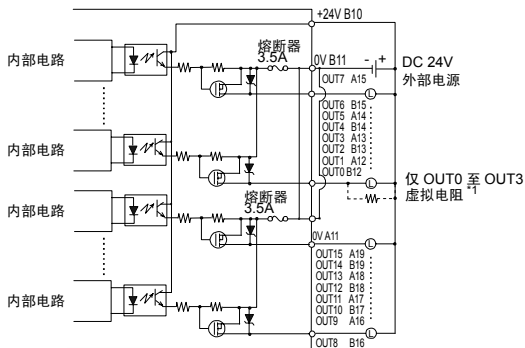 +24V B10
内部电路
熔断器
3.5A
0V B11
- +
DC 24V
外部电源
OUT7 A15
L
OUT6 B15
OUT5 A14
OUT4 B14
OUT3 A13
OUT2 B13
OUT1 A12
OUT0 B12
内部电路
L
仅 OUT0 至 OUT3
虚拟电阻*1
内部电路
熔断器
3.5A
0V A11
L
OUT15 A19
OUT14 B19
OUT13 A18
OUT12 B18
OUT11 A17
OUT10 B17
OUT9 A16
内部电路
L
OUT8 B16